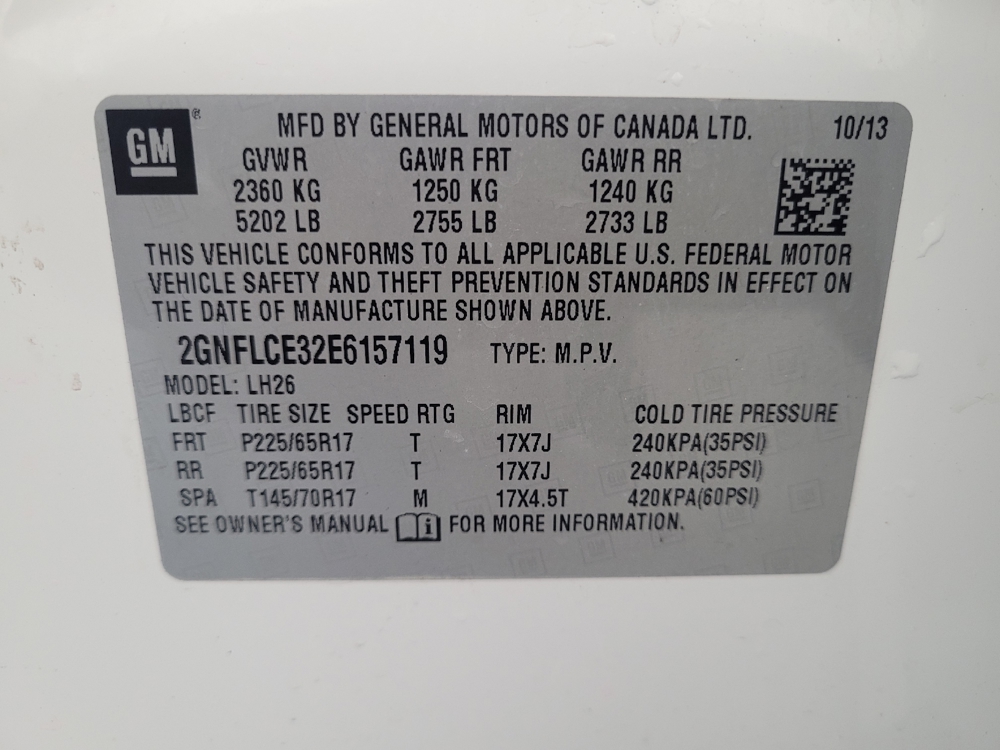 GM® MFD BY GENERAL MOTORS OF CANADA LTD. 10/13
GVWR GAWR FRT GAWR RR
2360 KG 1250 KG 1240 KG
5202 LB 2755 LB 2733 LB
THIS VEHICLE CONFORMS TO ALL APPLICABLE U.S. FEDERAL MOTOR
VEHICLE SAFETY AND THEFT PREVENTION STANDARDS IN EFFECT ON
THE DATE OF MANUFACTURE SHOWN ABOVE.
2GNFLCE32E6157119 TYPE: M.P.V.
MODEL: LH26
LBCF TIRE SIZE SPEED RTG RIM COLD TIRE PRESSURE
FRT P225/65R17 T 17X7J 240KPA(35PSI)
RR P225/65R17 T 17X7J 240KPA(35PSI)
SPA T145/70R17 M 17X4.5T 420KPA(60PSI)
SEE OWNER'S MANUAL i FOR MORE INFORMATION.